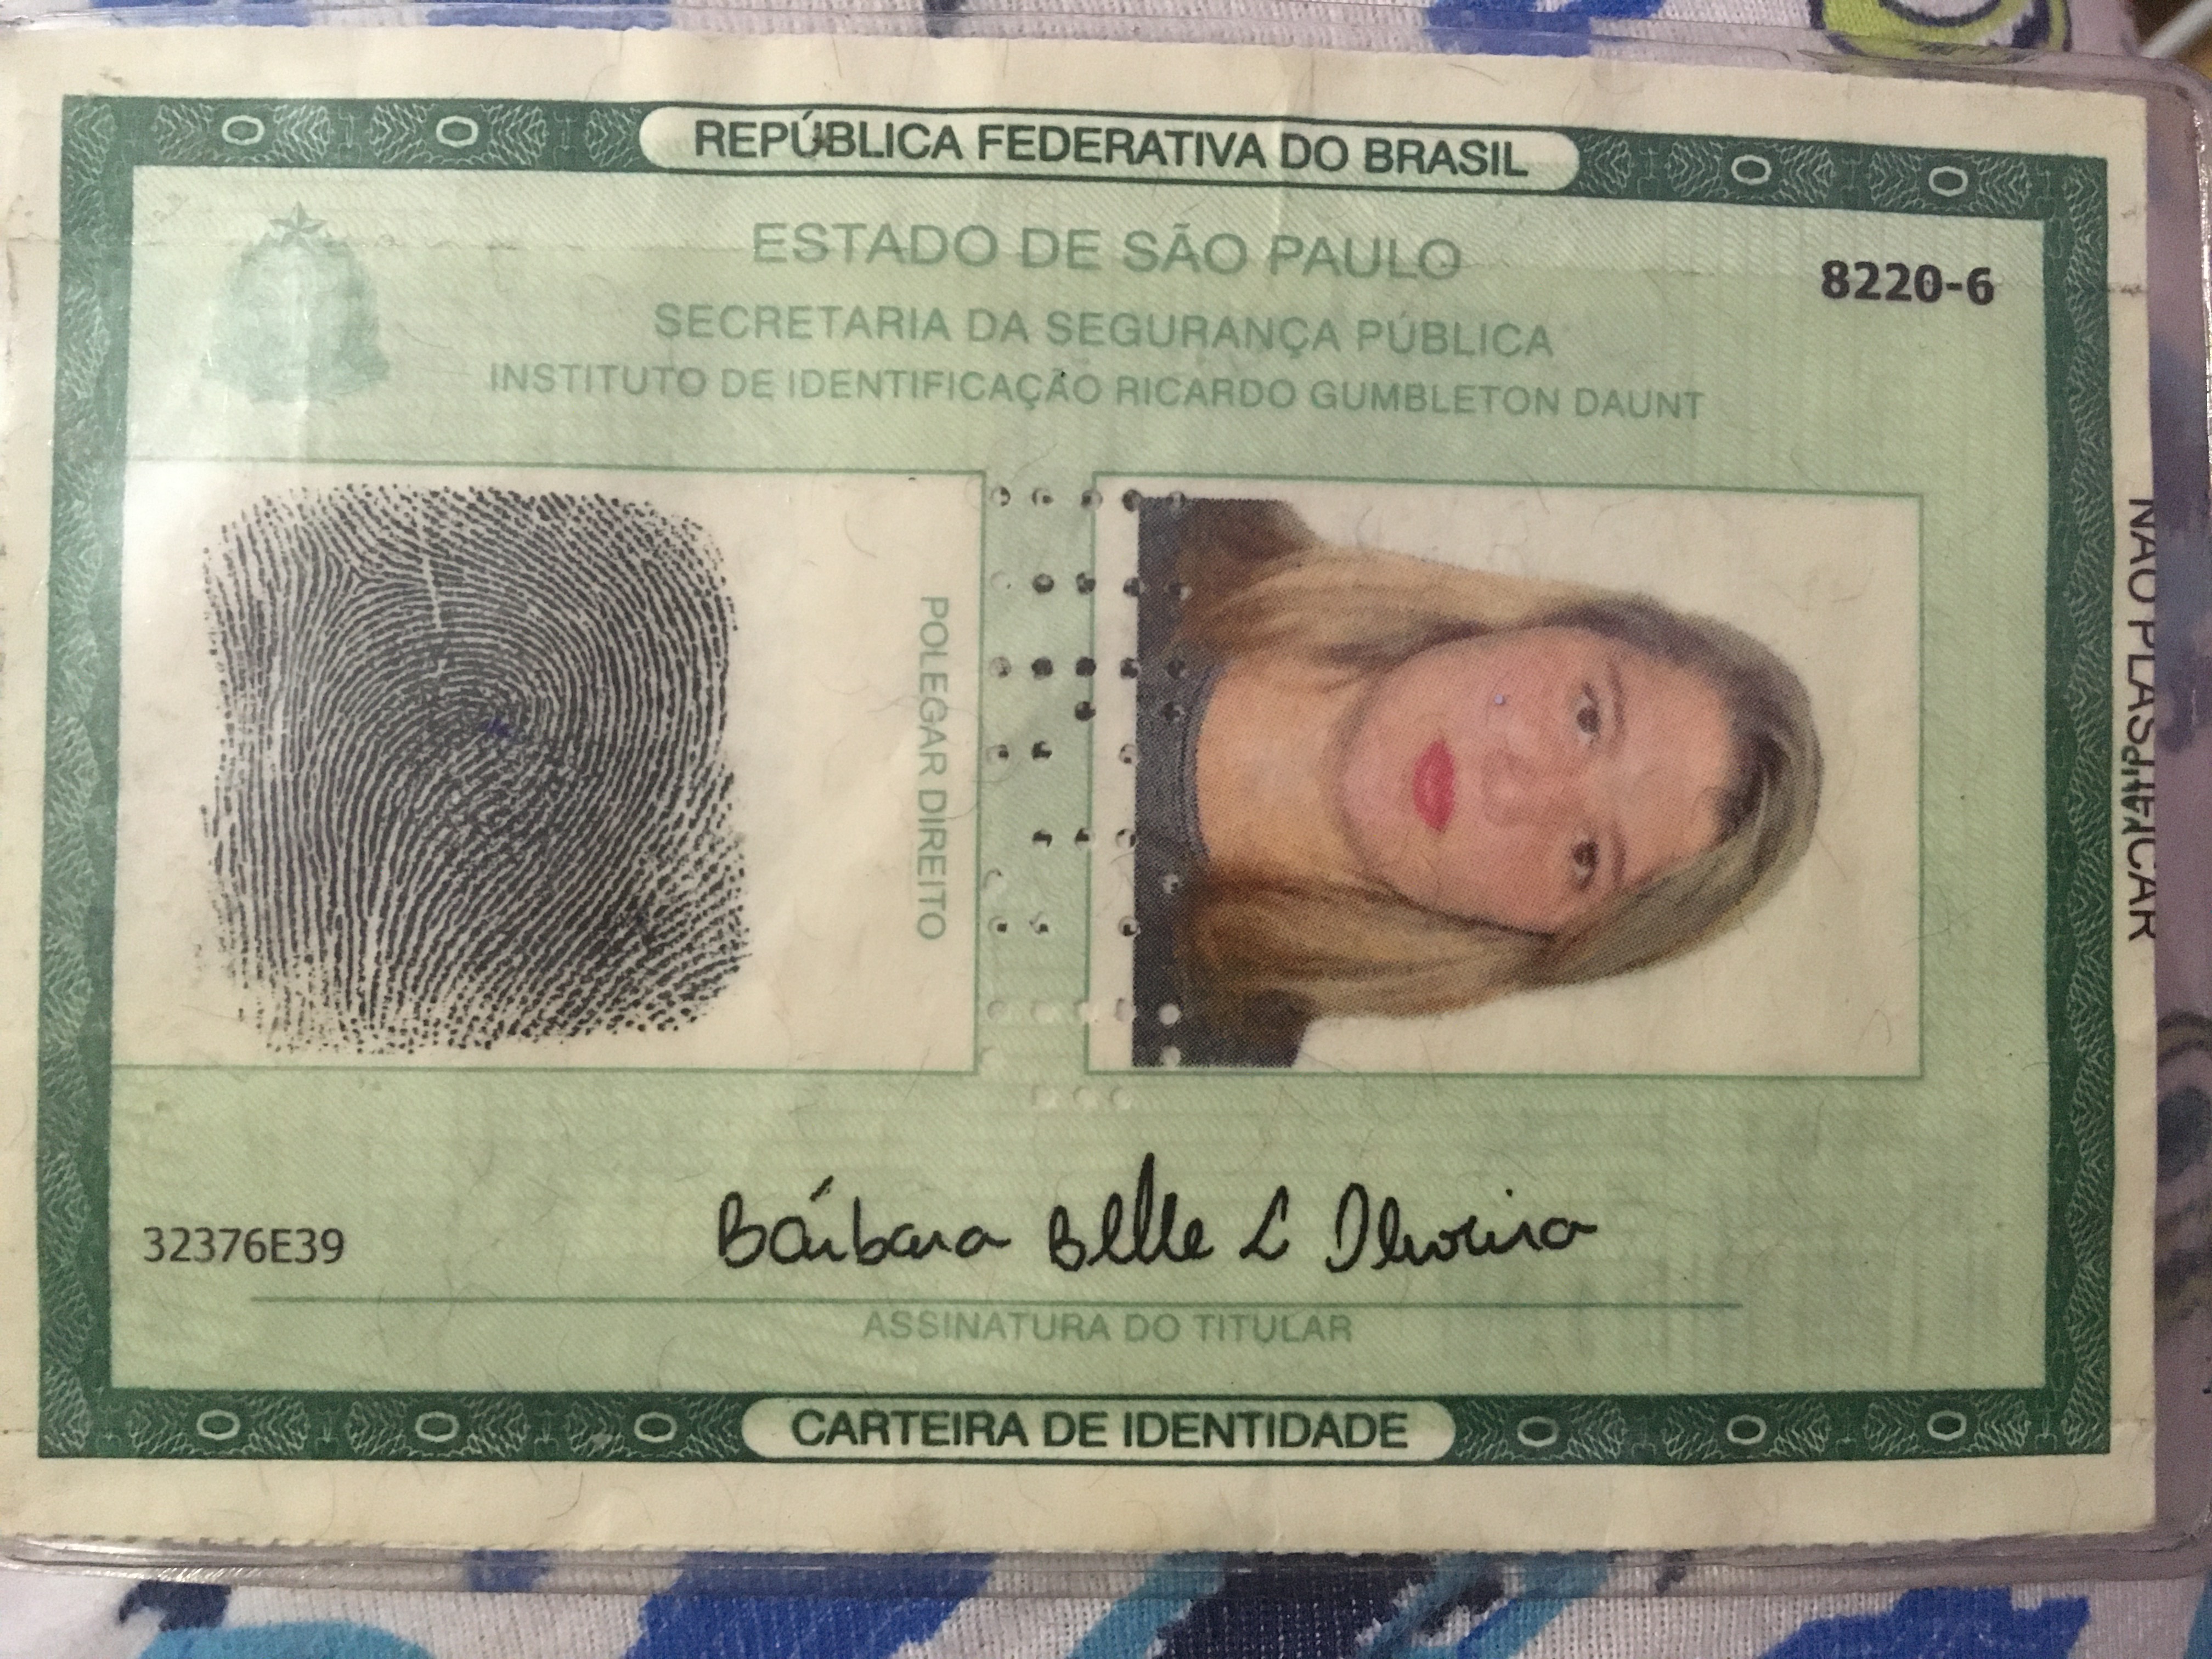 REPÚBLICA FEDERATIVA DO BRASIL
ESTADO DE SÃO PAULO
8220-6
SECRETARIA DA SEGURANÇA PÚBLICA
INSTITUTO DE IDENTIFICAÇÃO RICARDO GUMBLETON DAUNT
POLEGAR DIREITO
32376E39
bárbara Belle L Oliveira
ASSINATURA DO TITULAR
CARTEIRA DE IDENTIDADE
NÃO PLASTIFICAR